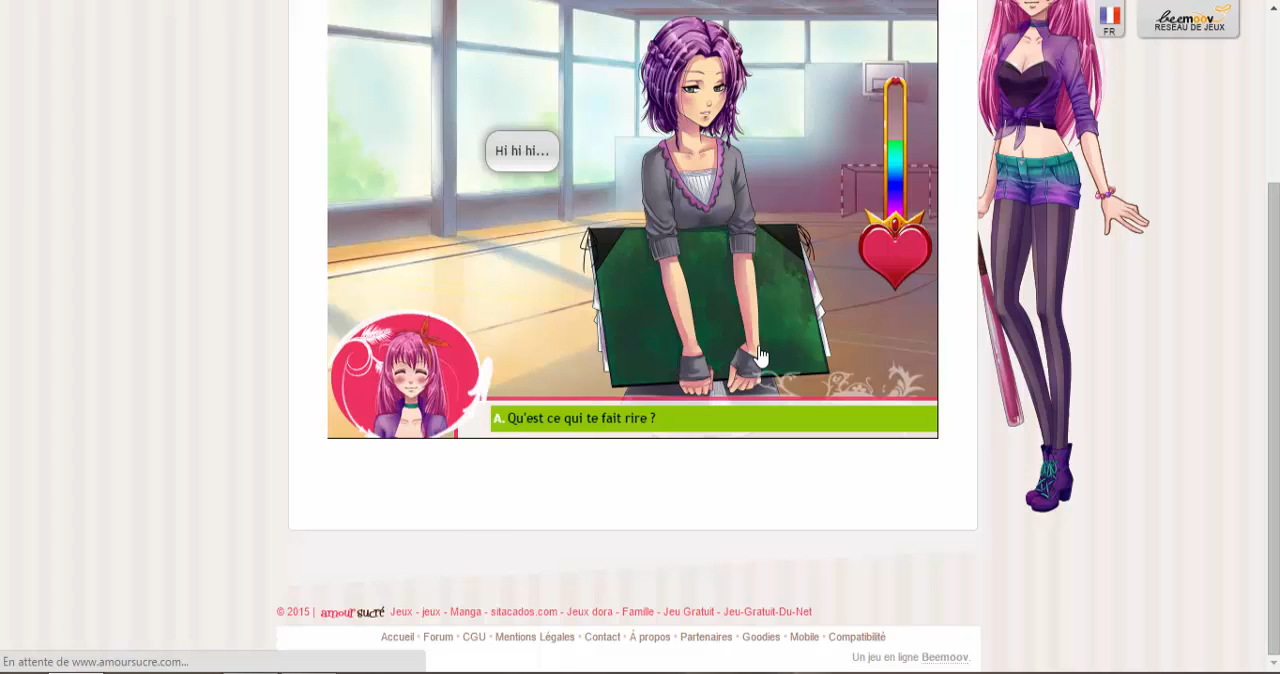 FR
beemoov
RESEAU DE JEUX
Hi hi hi...
A. Qu'est ce qui te fait rire ?
© 2015 | amour sucré Jeux - jeux - Manga - sitacados.com - Jeux dora - Famille - Jeu Gratuit - Jeu-Gratuit-Du-Net
Accueil • Forum • CGU • Mentions Légales • Contact • À propos • Partenaires • Goodies • Mobile • Compatibilité
Un jeu en ligne Beemoov.
En attente de www.amoursucre.com...